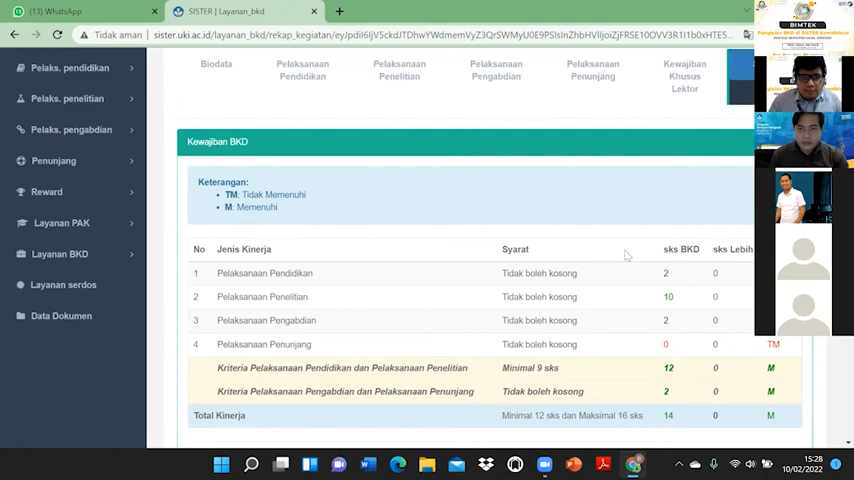 (13) WhatsApp
SISTER | Layanan_bkd
Tidak aman
sister.uki.ac.id/layanan_bkd/rekap_kegiatan/
BIMTEK
Pengisian BKD di SISTER Kemdikbud
Pelaks. pendidikan
Pelaks. penelitian
Pelaks. pengabdian
Penunjang
Reward
Layanan PAK
Layanan BKD
Layanan serdos
Data Dokumen
Biodata
Pelaksanaan Pendidikan
Pelaksanaan Penelitian
Pelaksanaan Pengabdian
Pelaksanaan Penunjang
Kewajiban Khusus Lektor
Kewajiban BKD
Keterangan:
TM: Tidak Memenuhi
M: Memenuhi
No Jenis Kinerja Syarat sks BKD sks Lebih
1 Pelaksanaan Pendidikan Tidak boleh kosong 2 0
2 Pelaksanaan Penelitian Tidak boleh kosong 10 0
3 Pelaksanaan Pengabdian Tidak boleh kosong 2 0
4 Pelaksanaan Penunjang Tidak boleh kosong 0 0 TM
Kriteria Pelaksanaan Pendidikan dan Pelaksanaan Penelitian Minimal 9 sks 12 0 M
Kriteria Pelaksanaan Pengabdian dan Pelaksanaan Penunjang Tidak boleh kosong 2 0 M
Total Kinerja Minimal 12 sks dan Maksimal 16 sks 14 0 M
15:28
10/02/2022